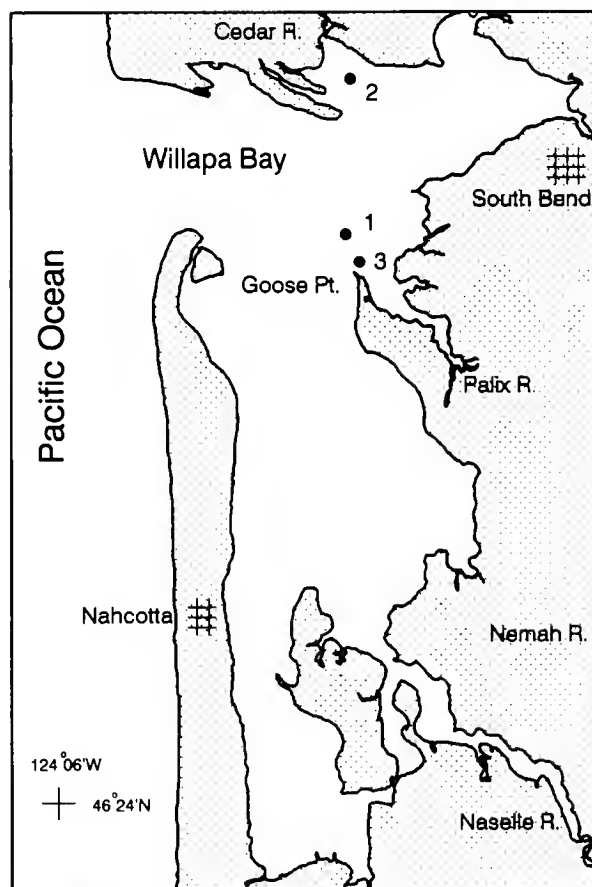 Cedar R.
2
Willapa Bay
South Bend
1
3
Goose Pt.
Pacific Ocean
Palix R.
Nahcotta
Nemah R.
124°06'W
46°24'N
Naselle R.